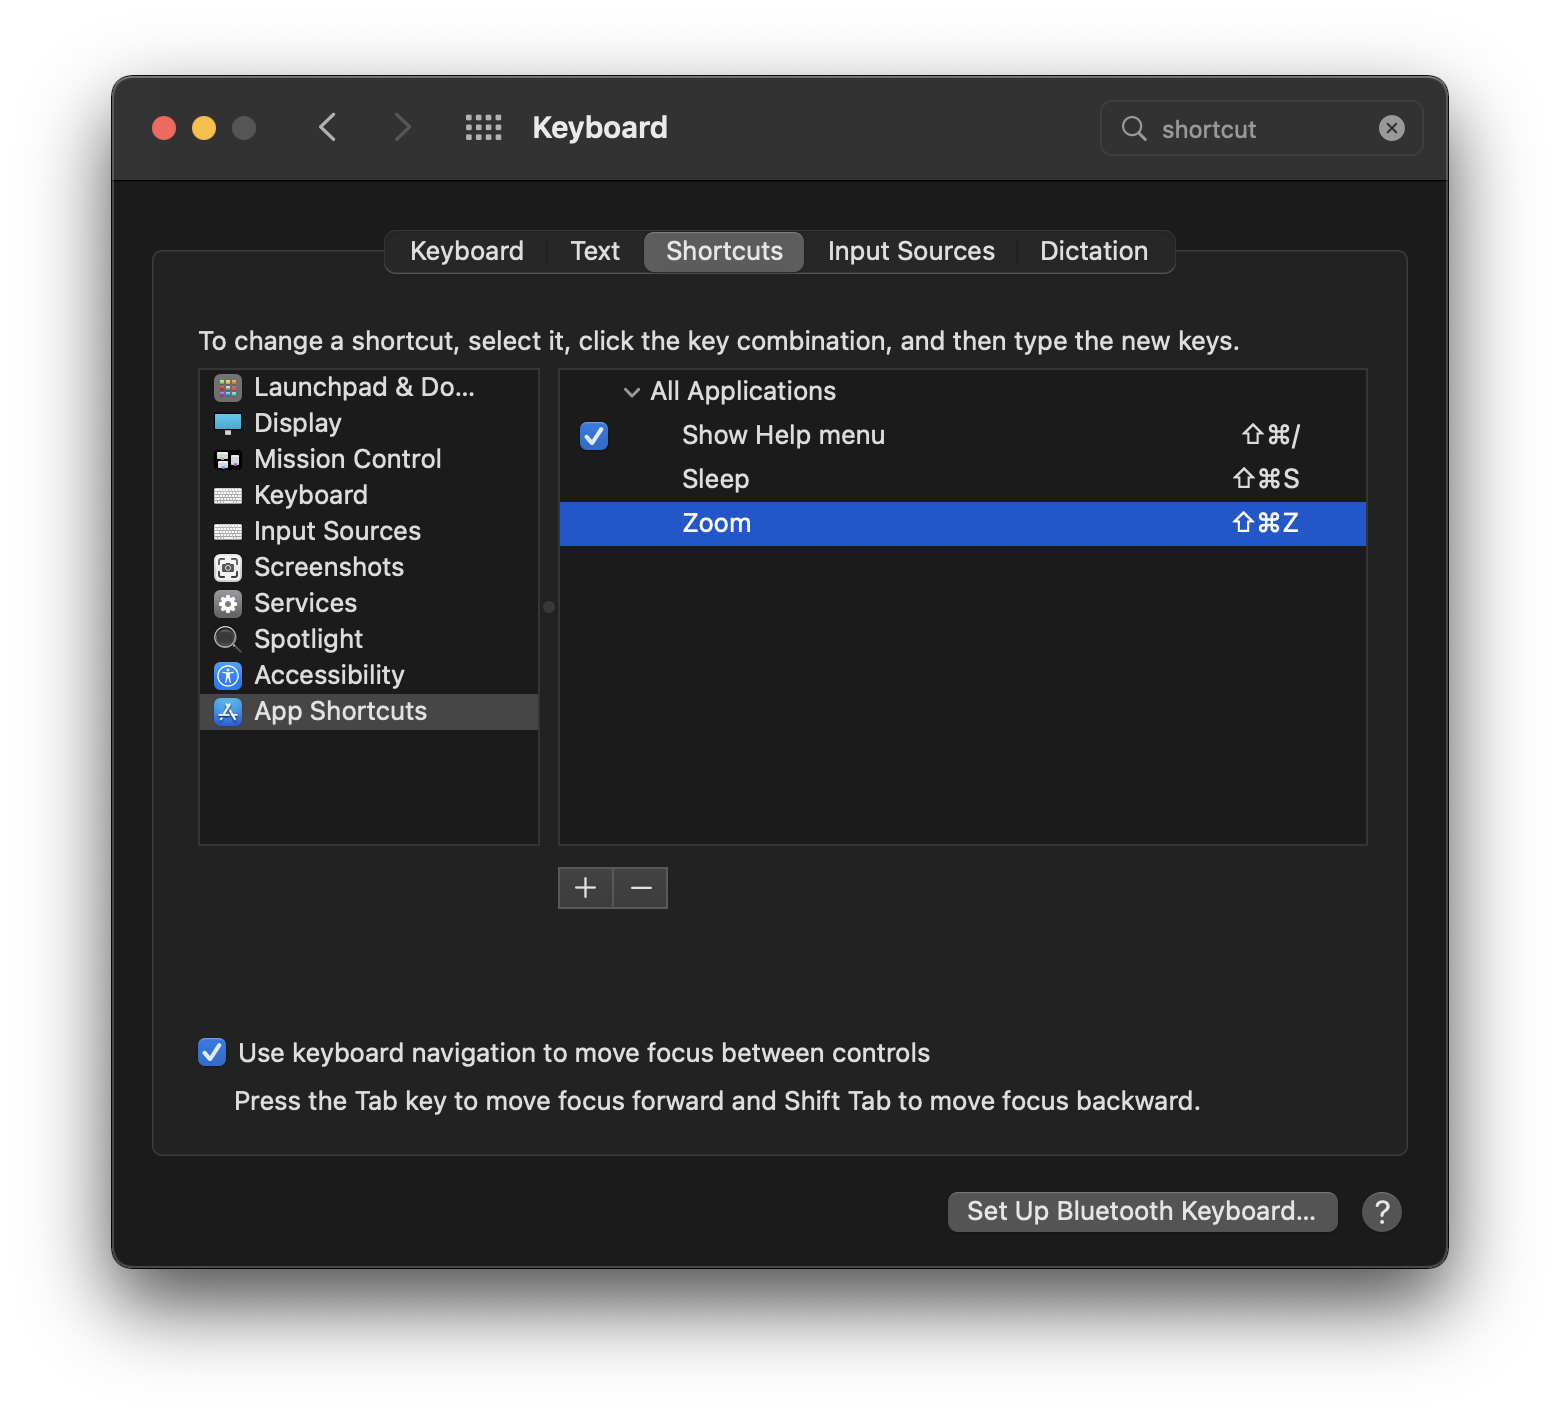 Keyboard
shortcut
Keyboard Text Shortcuts Input Sources Dictation
To change a shortcut, select it, click the key combination, and then type the new keys.
Launchpad & Do...
Display
Mission Control
Keyboard
Input Sources
Screenshots
Services
Spotlight
Accessibility
App Shortcuts
All Applications
Show Help menu ⇧⌘/
Sleep ⇧⌘S
Zoom ⇧⌘Z
Use keyboard navigation to move focus between controls
Press the Tab key to move focus forward and Shift Tab to move focus backward.
Set Up Bluetooth Keyboard... ?